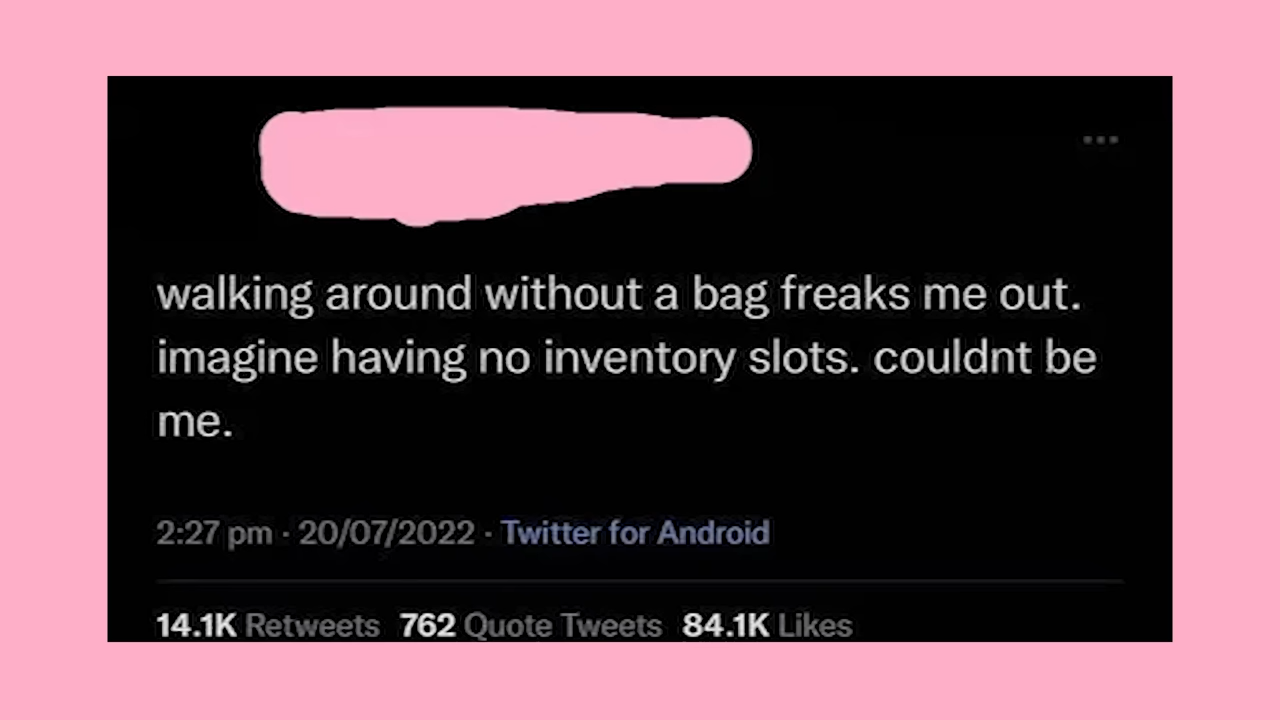 walking around without a bag freaks me out.
imagine having no inventory slots. couldnt be
me.
2:27 pm · 20/07/2022 · Twitter for Android
14.1K Retweets 762 Quote Tweets 84.1K Likes